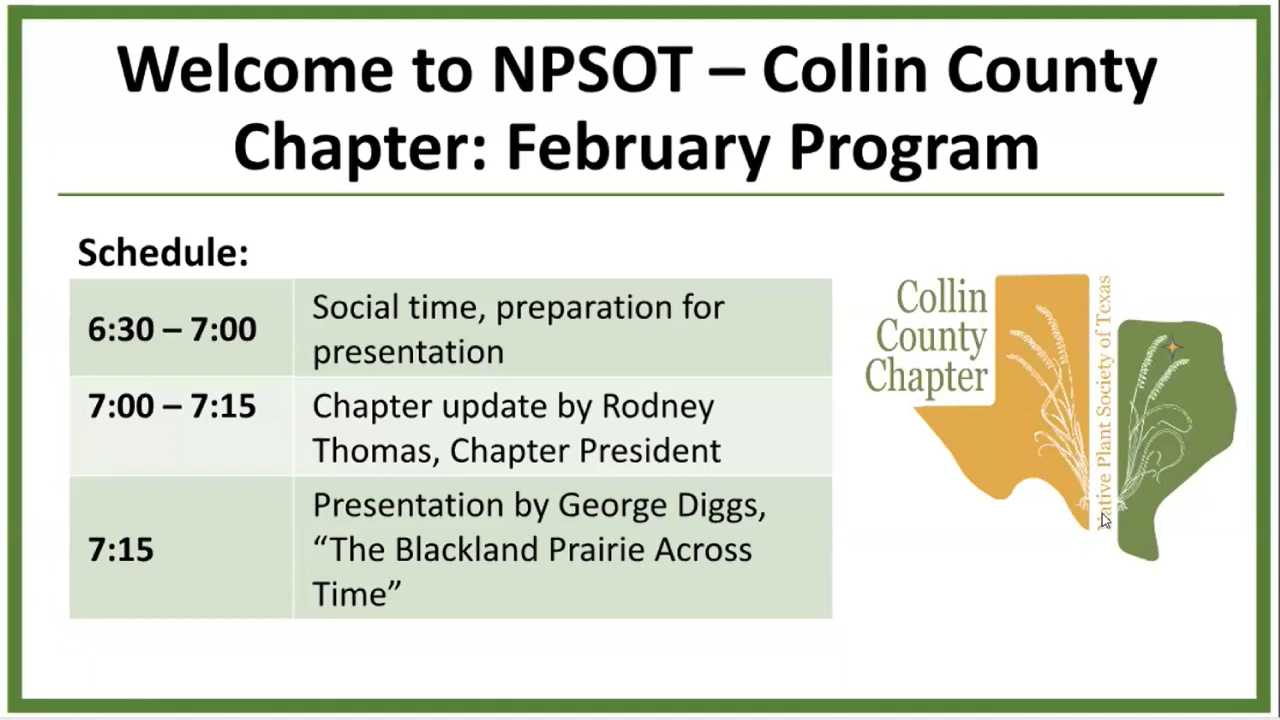 Welcome to NPSOT – Collin County
Chapter: February Program
Schedule:
6:30 – 7:00
Social time, preparation for
presentation
7:00 – 7:15
Chapter update by Rodney
Thomas, Chapter President
7:15
Presentation by George Diggs,
“The Blackland Prairie Across
Time”
Collin
County
Chapter
Native Plant Society of Texas